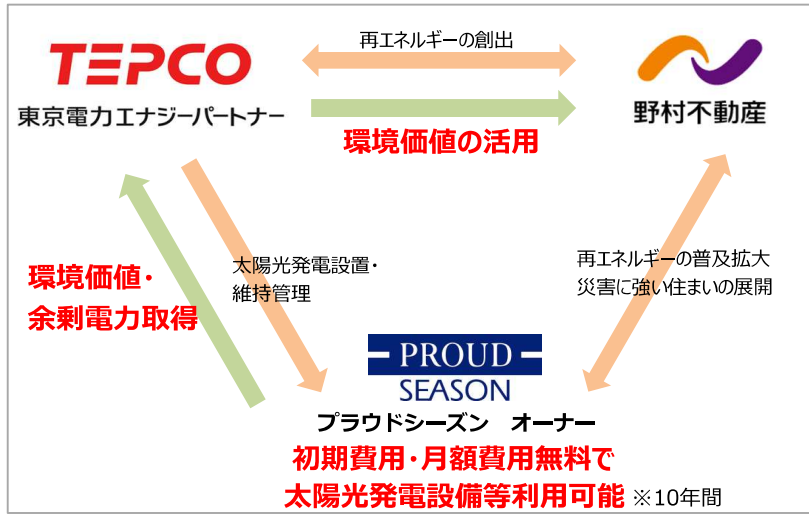 TEPCO
東京電力エナジーパートナー
再エネルギーの創出
野村不動産
環境価値の活用
環境価値・
余剰電力取得
太陽光発電設置・
維持管理
再エネルギーの普及拡大
災害に強い住まいの展開
PROUD
SEASON
プラウドシーズン オーナー
初期費用・月額費用無料で
太陽光発電設備等利用可能 ※10年間